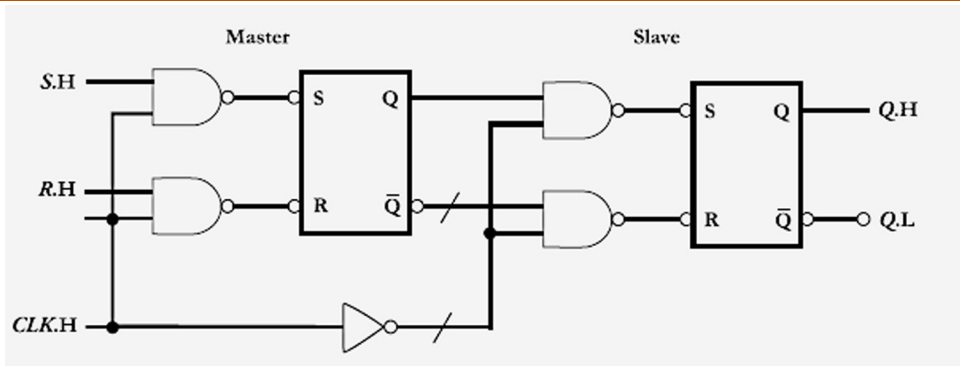 Master Slave
S.H
S Q
S Q
Q.H
R.H
R Q̅
R Q̅
Q.L
CLK.H